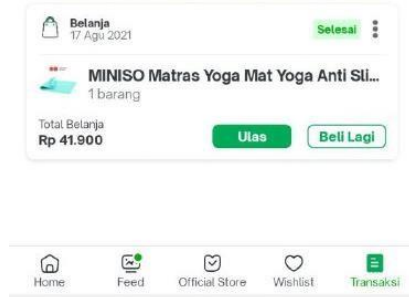 Belanja
17 Agu 2021
Selesai
MINISO Matras Yoga Mat Yoga Anti Sli...
1 barang
Total Belanja
Rp 41.900
Ulas
Beli Lagi
Home
Feed
Official Store
Wishlist
Transaksi